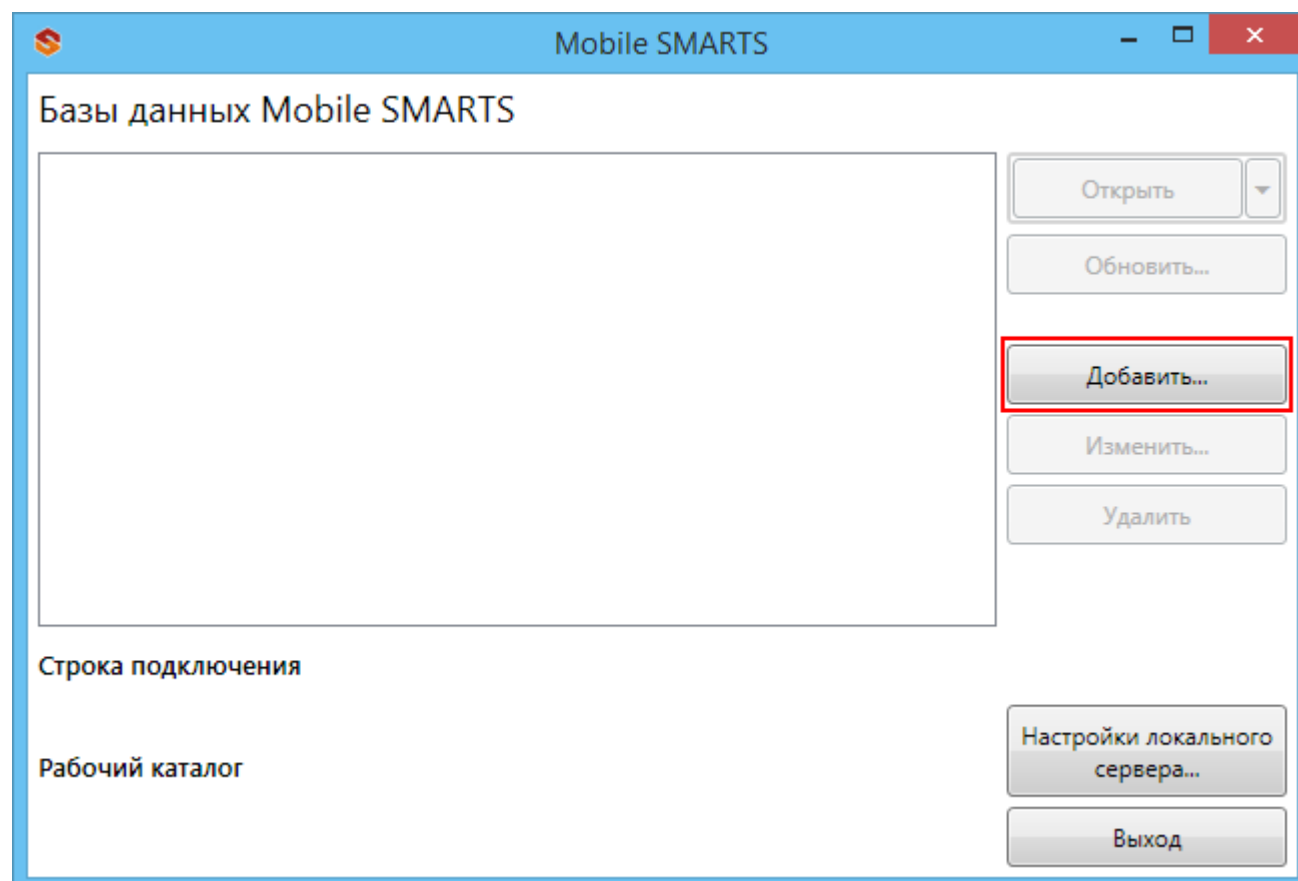 Mobile SMARTS
Базы данных Mobile SMARTS
Открыть
Обновить...
Добавить...
Изменить...
Удалить
Строка подключения
Рабочий каталог
Настройки локального
сервера...
Выход